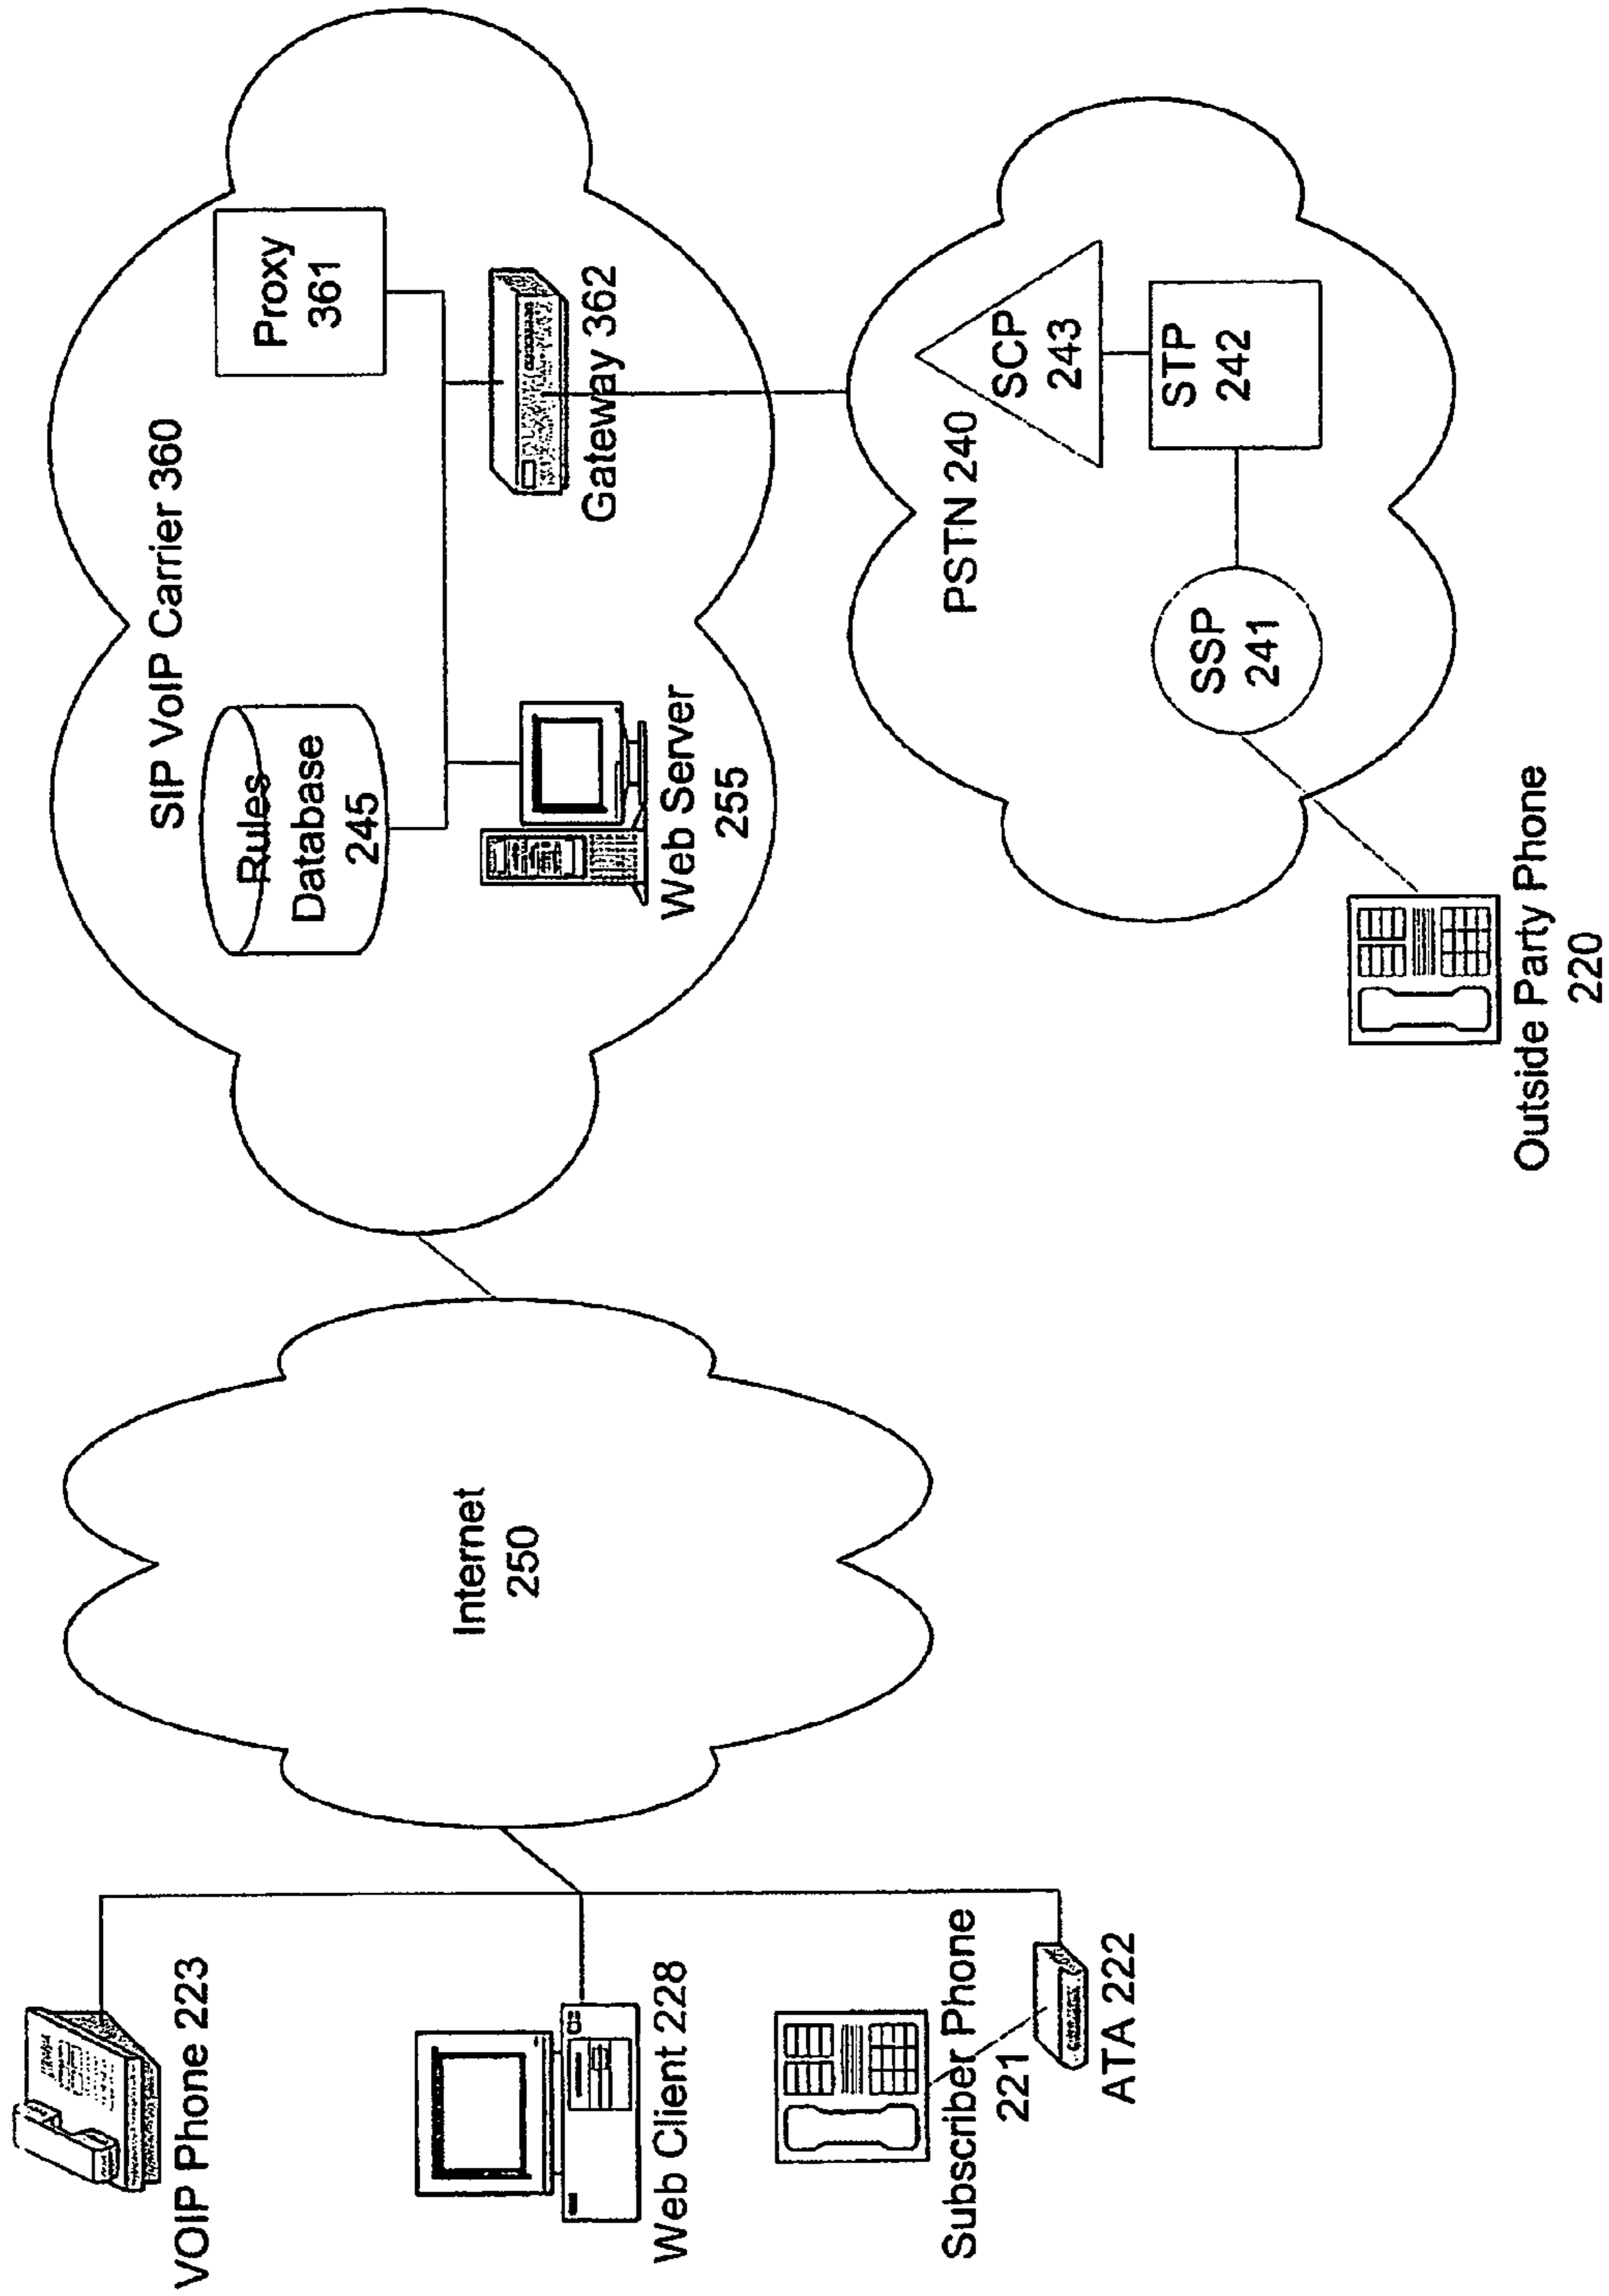 VOIP Phone 223
Web Client 228
Subscriber Phone
221
ATA 222
Internet
250
SIP VoIP Carrier 360
Rules
Database
245
Proxy
361
Web Server
255
Gateway 362
PSTN 240
SCP
243
STP
242
SSP
241
Outside Party Phone
220